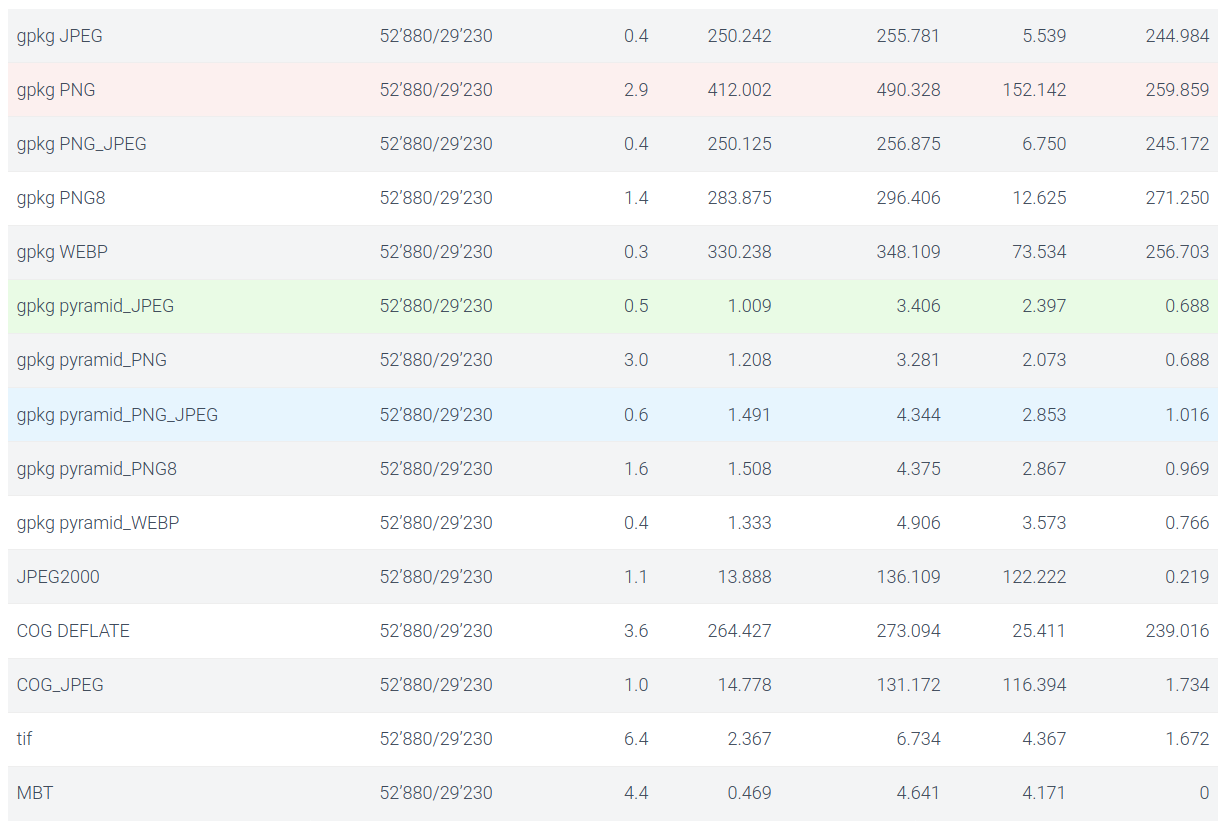 gpkg JPEG 52’880/29’230 0.4 250.242 255.781 5.539 244.984
gpkg PNG 52’880/29’230 2.9 412.002 490.328 152.142 259.859
gpkg PNG_JPEG 52’880/29’230 0.4 250.125 256.875 6.750 245.172
gpkg PNG8 52’880/29’230 1.4 283.875 296.406 12.625 271.250
gpkg WEBP 52’880/29’230 0.3 330.238 348.109 73.534 256.703
gpkg pyramid_JPEG 52’880/29’230 0.5 1.009 3.406 2.397 0.688
gpkg pyramid_PNG 52’880/29’230 3.0 1.208 3.281 2.073 0.688
gpkg pyramid_PNG_JPEG 52’880/29’230 0.6 1.491 4.344 2.853 1.016
gpkg pyramid_PNG8 52’880/29’230 1.6 1.508 4.375 2.867 0.969
gpkg pyramid_WEBP 52’880/29’230 0.4 1.333 4.906 3.573 0.766
JPEG2000 52’880/29’230 1.1 13.888 136.109 122.222 0.219
COG DEFLATE 52’880/29’230 3.6 264.427 273.094 25.411 239.016
COG_JPEG 52’880/29’230 1.0 14.778 131.172 116.394 1.734
tif 52’880/29’230 6.4 2.367 6.734 4.367 1.672
MBT 52’880/29’230 4.4 0.469 4.641 4.171 0